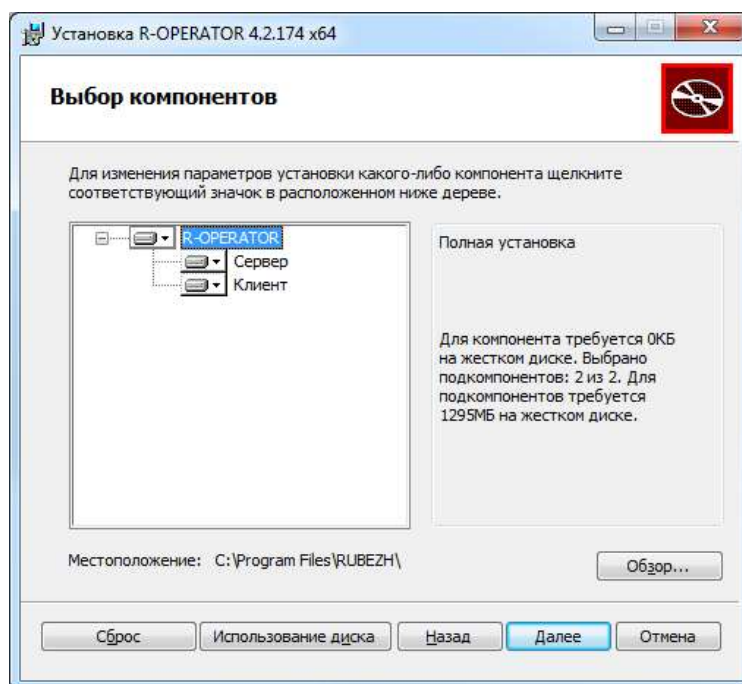 Установка R-OPERATOR 4.2.174 x64
Выбор компонентов
Для изменения параметров установки какого-либо компонента щелкните
соответствующий значок в расположенном ниже дереве.
R-OPERATOR
Сервер
Клиент
Полная установка
Для компонента требуется 0КБ
на жестком диске. Выбрано
подкомпонентов: 2 из 2. Для
подкомпонентов требуется
1295МБ на жестком диске.
Местоположение: C:\Program Files\RUBEZH\
Обзор...
Сброс Использование диска Назад Далее Отмена